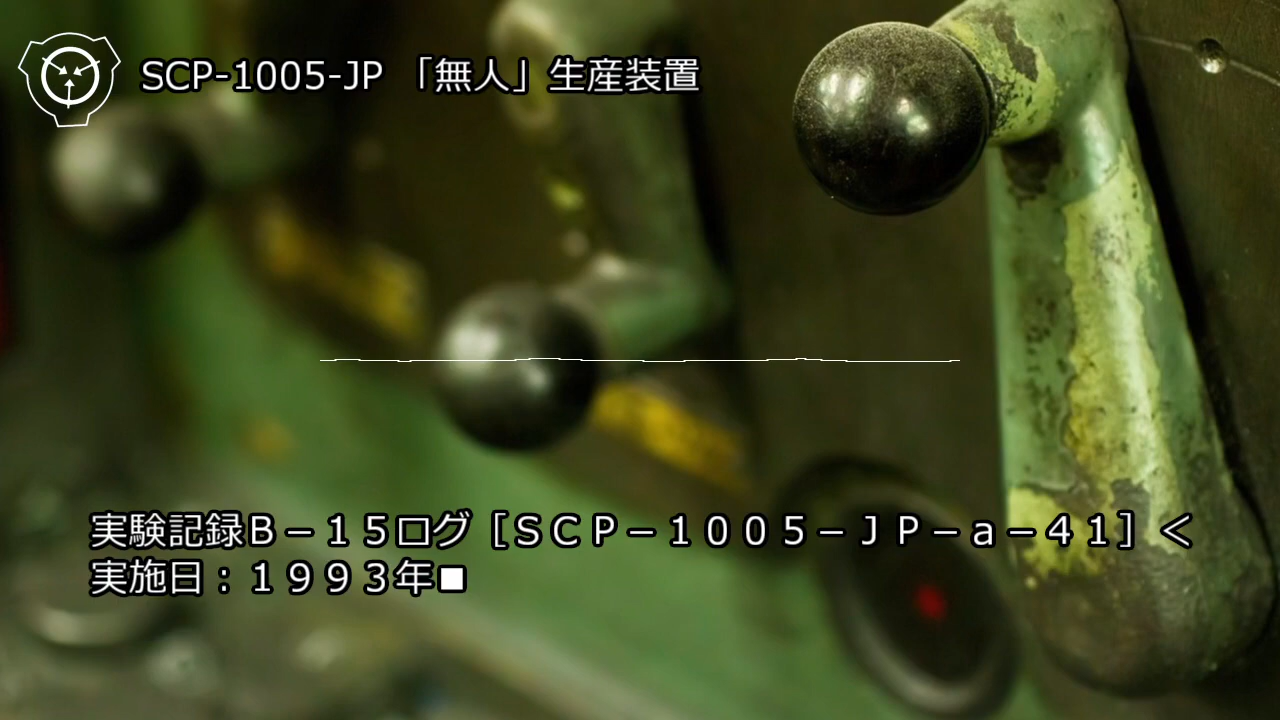 SCP-1005-JP 「無人」生産装置
実験記録Ｂ－１５ログ［ＳＣＰ－１００５－ＪＰ－ａ－４１］＜
実施日：１９９３年■